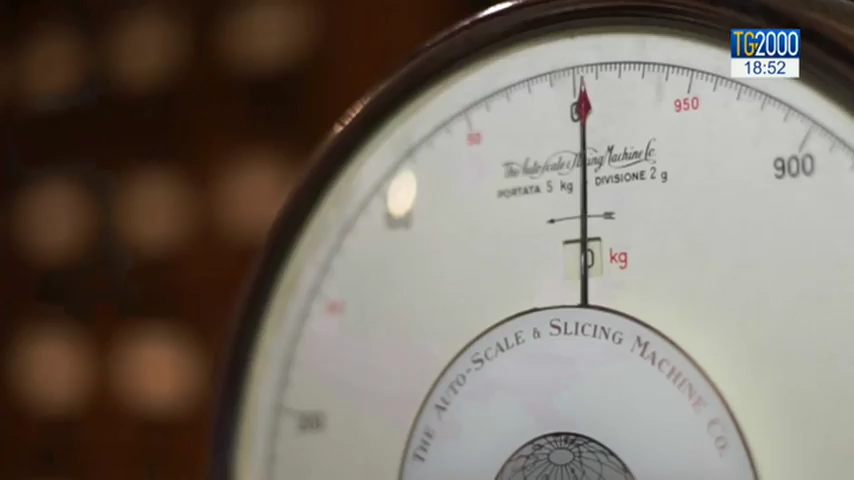 TG2000
18:52
0
950
50
900
The Auto-Scale & Slicing Machine Co
PORTATA 5 kg DIVISIONE 2 g
0 kg
THE AUTO-SCALE & SLICING MACHINE CO.